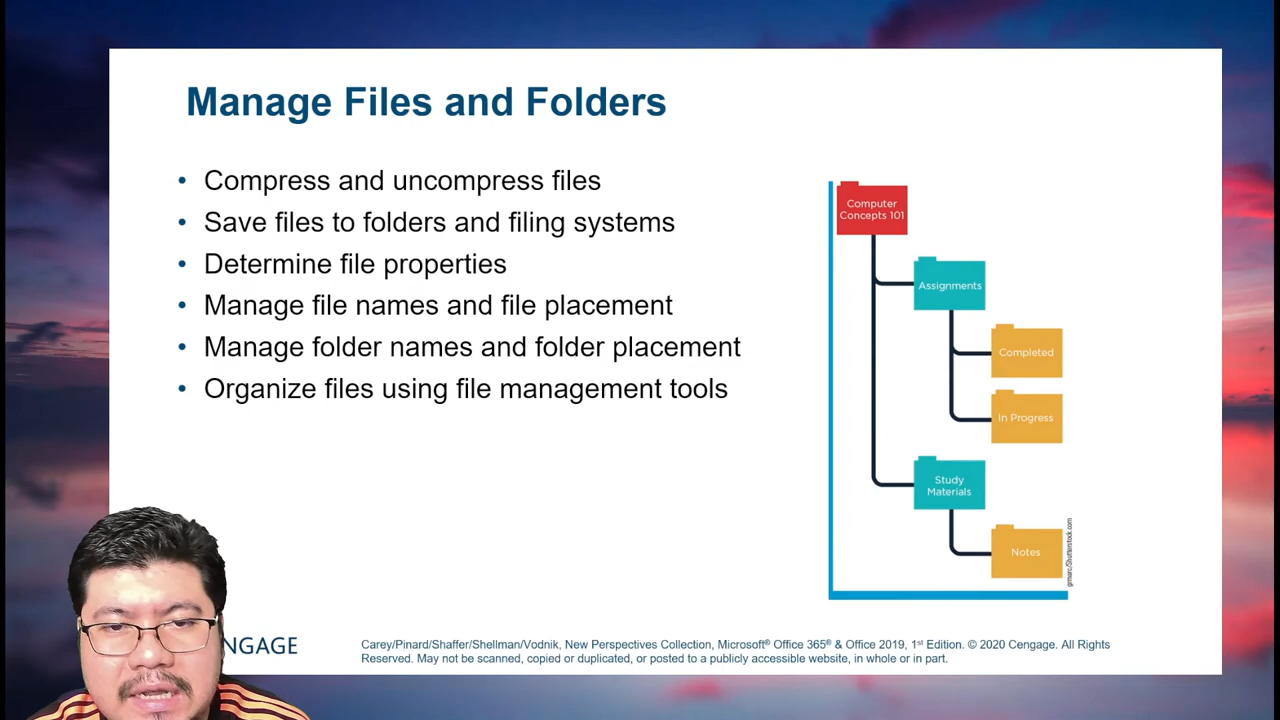 Manage Files and Folders
• Compress and uncompress files
• Save files to folders and filing systems
• Determine file properties
• Manage file names and file placement
• Manage folder names and folder placement
• Organize files using file management tools
Computer
Concepts 101
Assignments
Completed
In Progress
Study
Materials
Notes
grmarc/Shutterstock.com
NGAGE
Carey/Pinard/Shaffer/Shellman/Vodnik, New Perspectives Collection, Microsoft® Office 365® & Office 2019, 1st Edition. © 2020 Cengage. All Rights
Reserved. May not be scanned, copied or duplicated, or posted to a publicly accessible website, in whole or in part.